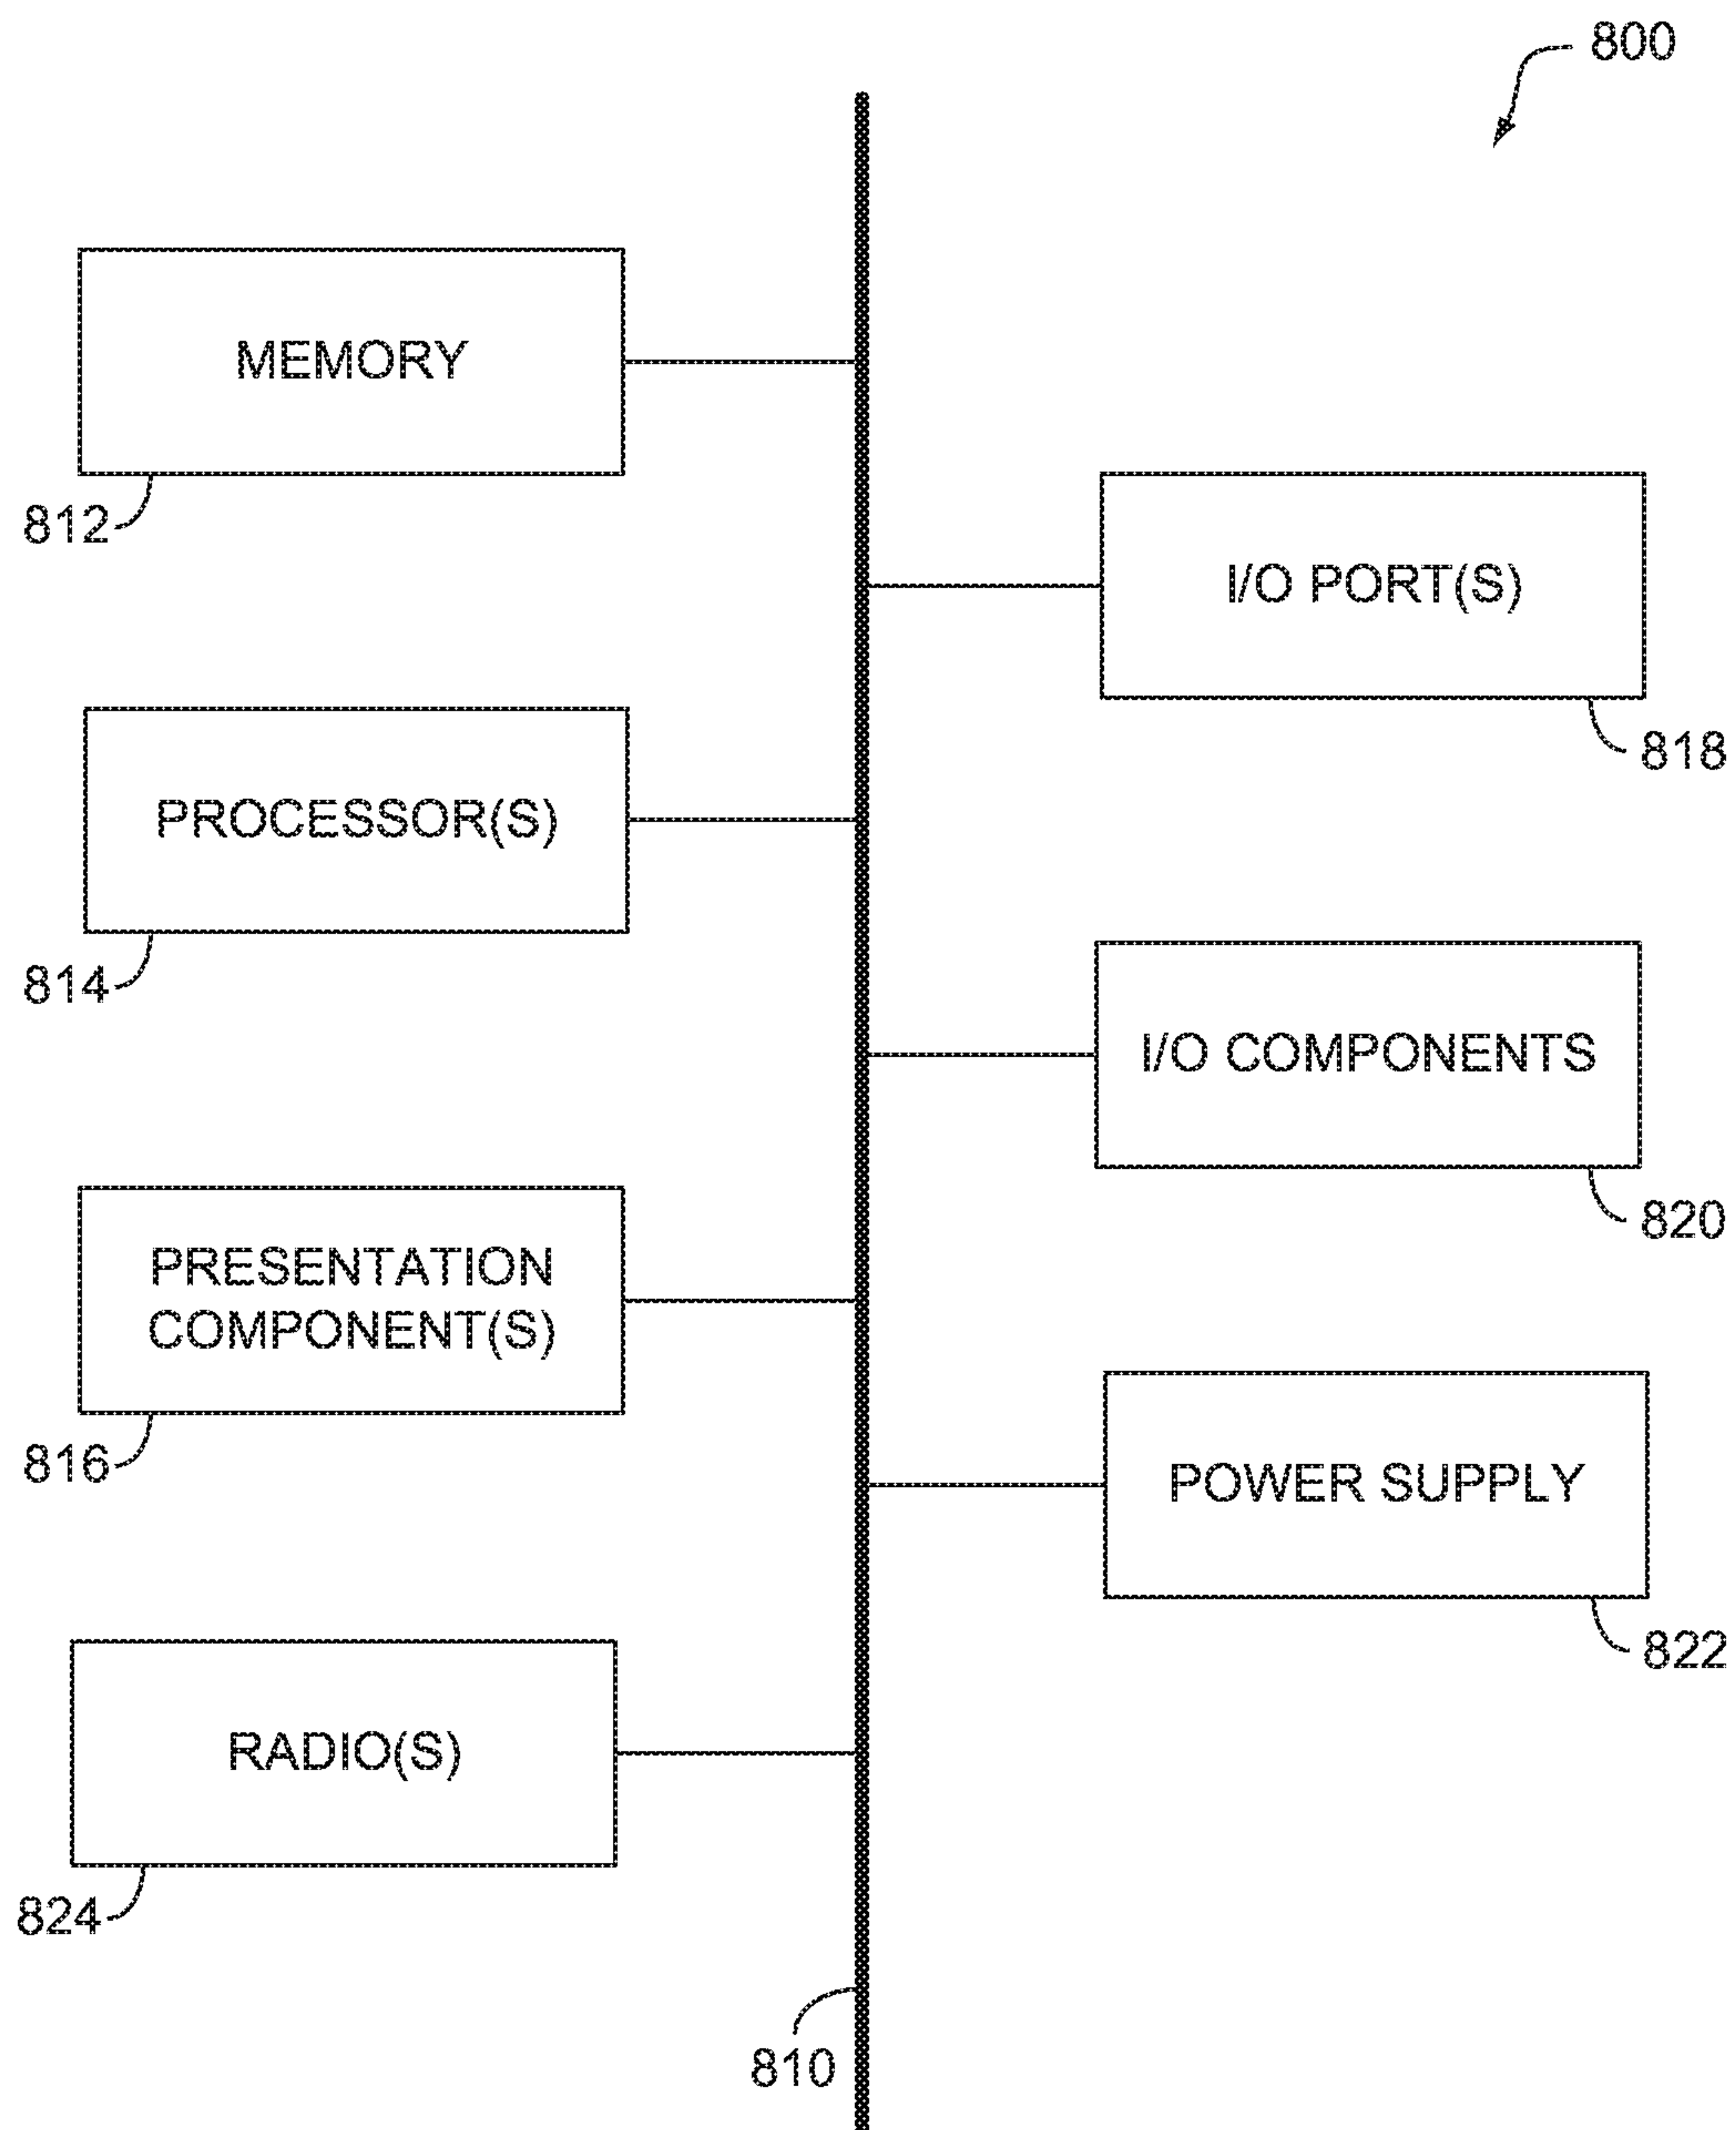 800
MEMORY
812
I/O PORT(S)
818
PROCESSOR(S)
814
I/O COMPONENTS
820
PRESENTATION
COMPONENT(S)
816
POWER SUPPLY
822
RADIO(S)
824
810